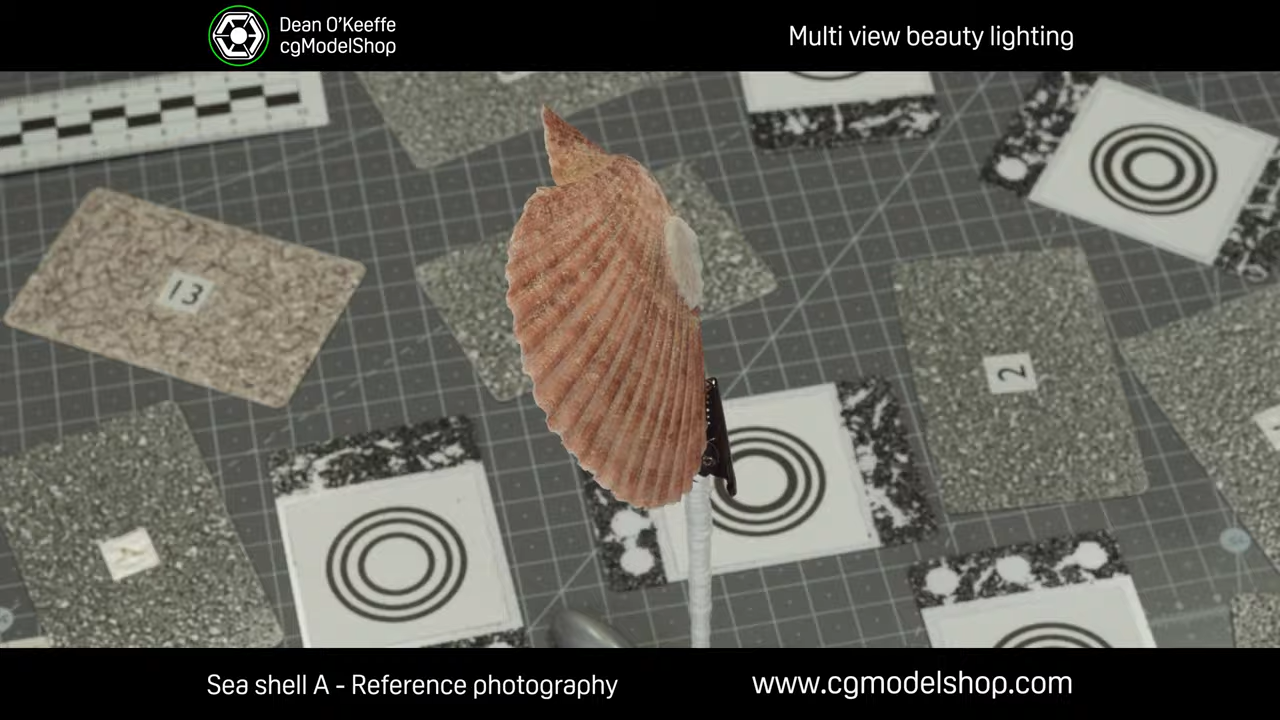 Dean O'Keeffe
cgModelShop
Multi view beauty lighting
13
2
Sea shell A - Reference photography
www.cgmodelshop.com